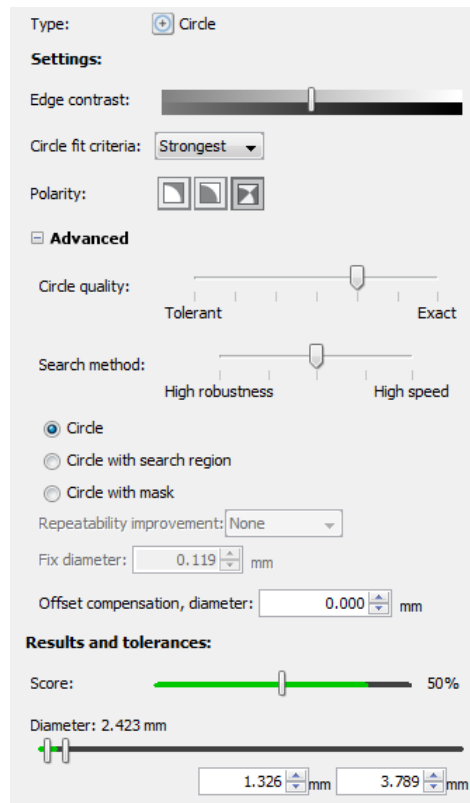 Type: Circle
Settings:
Edge contrast:
Circle fit criteria: Strongest
Polarity:
Advanced
Circle quality:
Tolerant Exact
Search method:
High robustness High speed
Circle
Circle with search region
Circle with mask
Repeatability improvement: None
Fix diameter: 0.119 mm
Offset compensation, diameter: 0.000 mm
Results and tolerances:
Score: 50%
Diameter: 2.423 mm
1.326 mm 3.789 mm